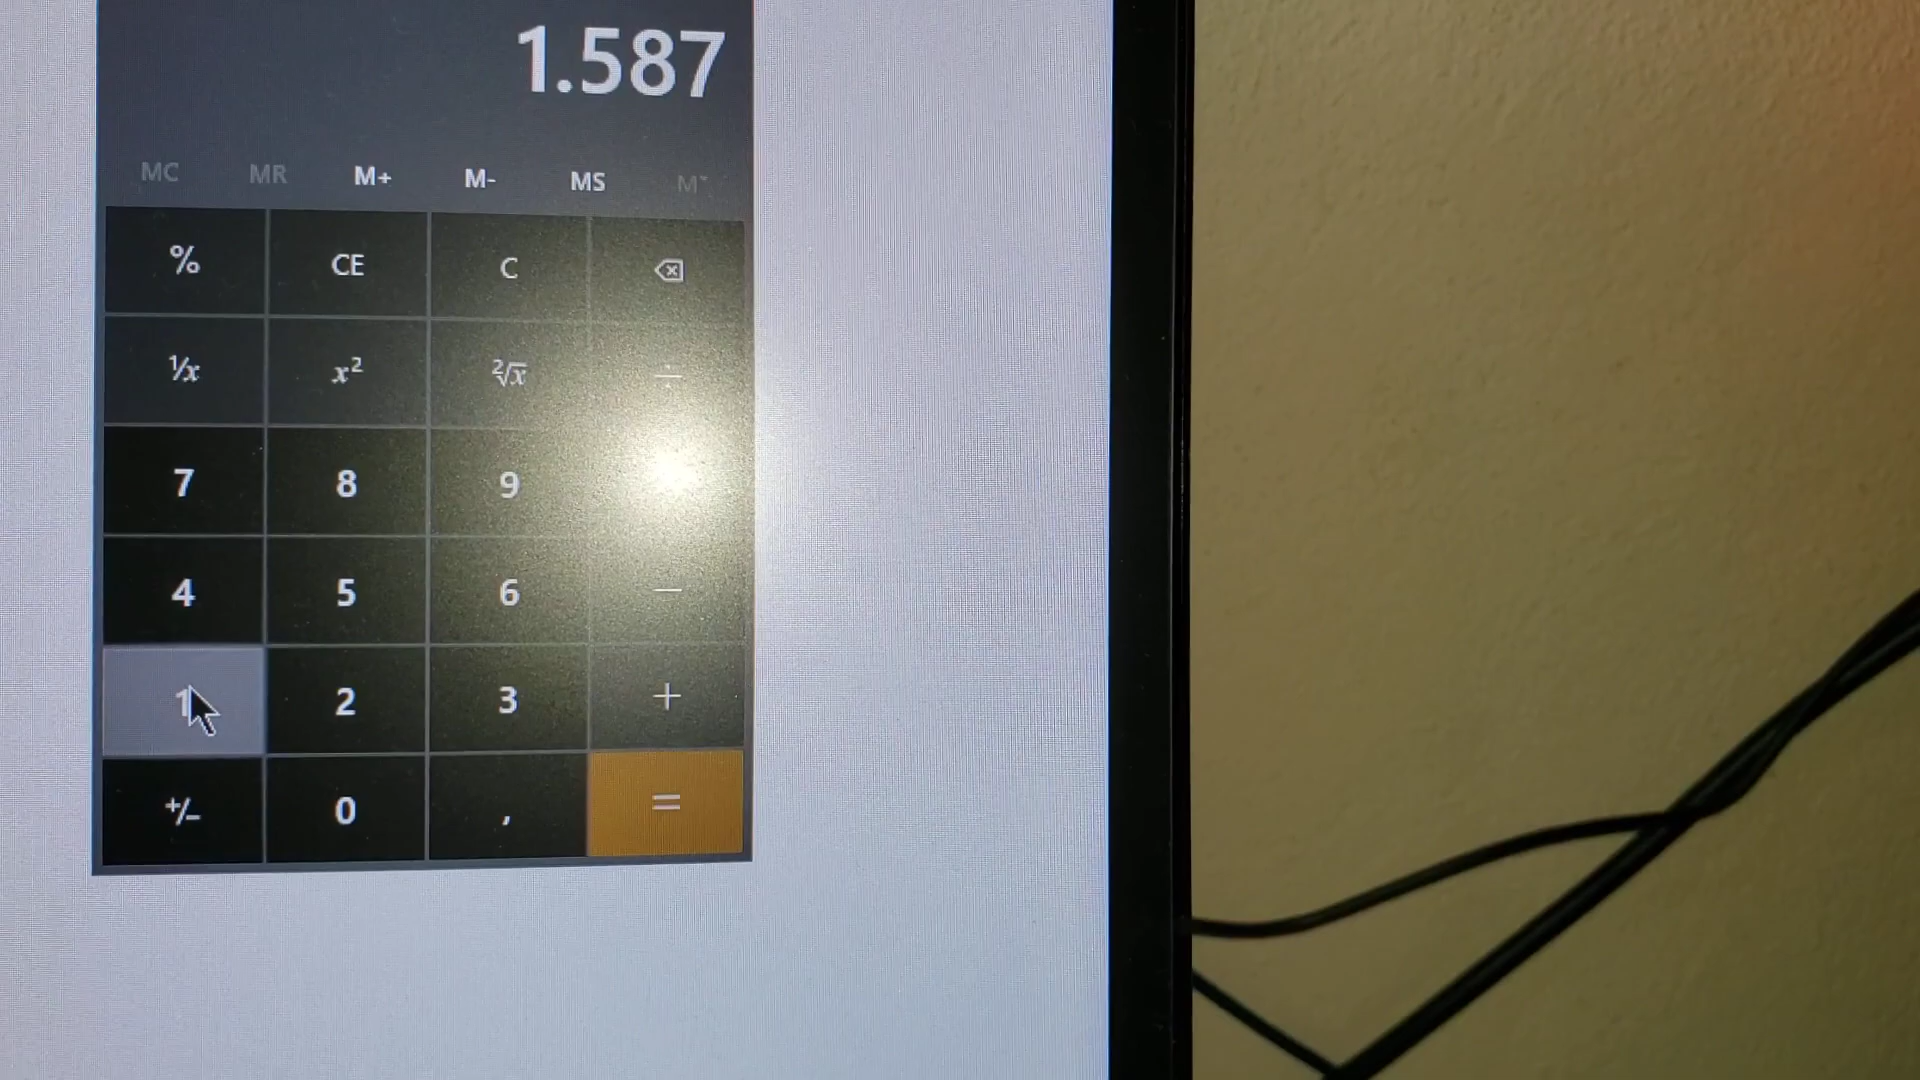 1.587
MC MR M+ M- MS M˅
% CE C
⅟x x² ²√x ÷
7 8 9
4 5 6 −
1 2 3 +
+/− 0 , =